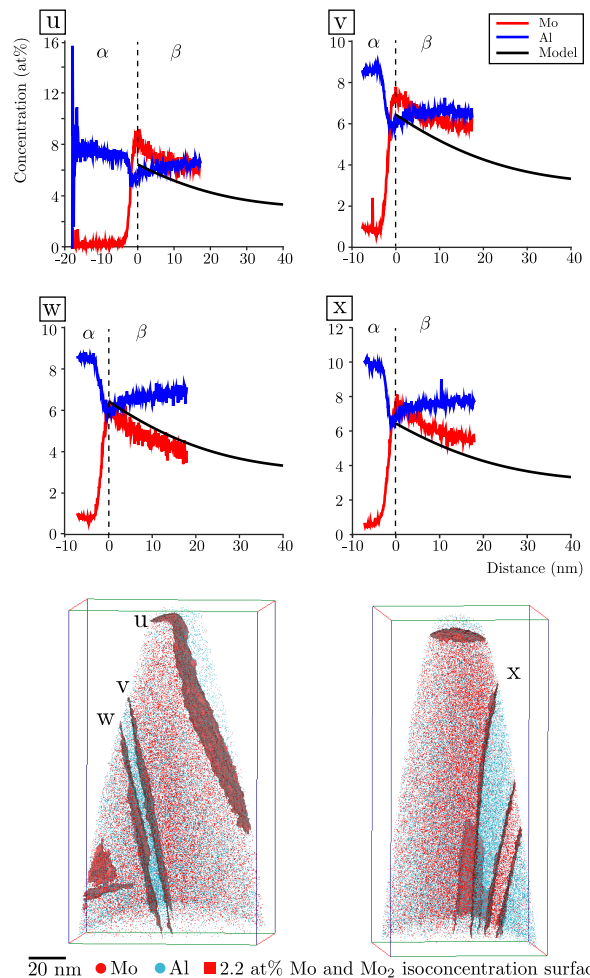 u
v
Mo
Al
Model
α
β
α
β
Concentration (at%)
16
12
8
4
0
-20
-10
0
10
20
30
40
10
8
6
4
2
0
-10
0
10
20
30
40
w
x
α
β
α
β
10
8
6
4
2
0
-10
0
10
20
30
40
12
10
8
6
4
2
0
-10
0
10
20
30
40
Distance (nm)
u
v
w
x
20 nm
Mo
Al
2.2 at% Mo and Mo₂ isoconcentration surfac